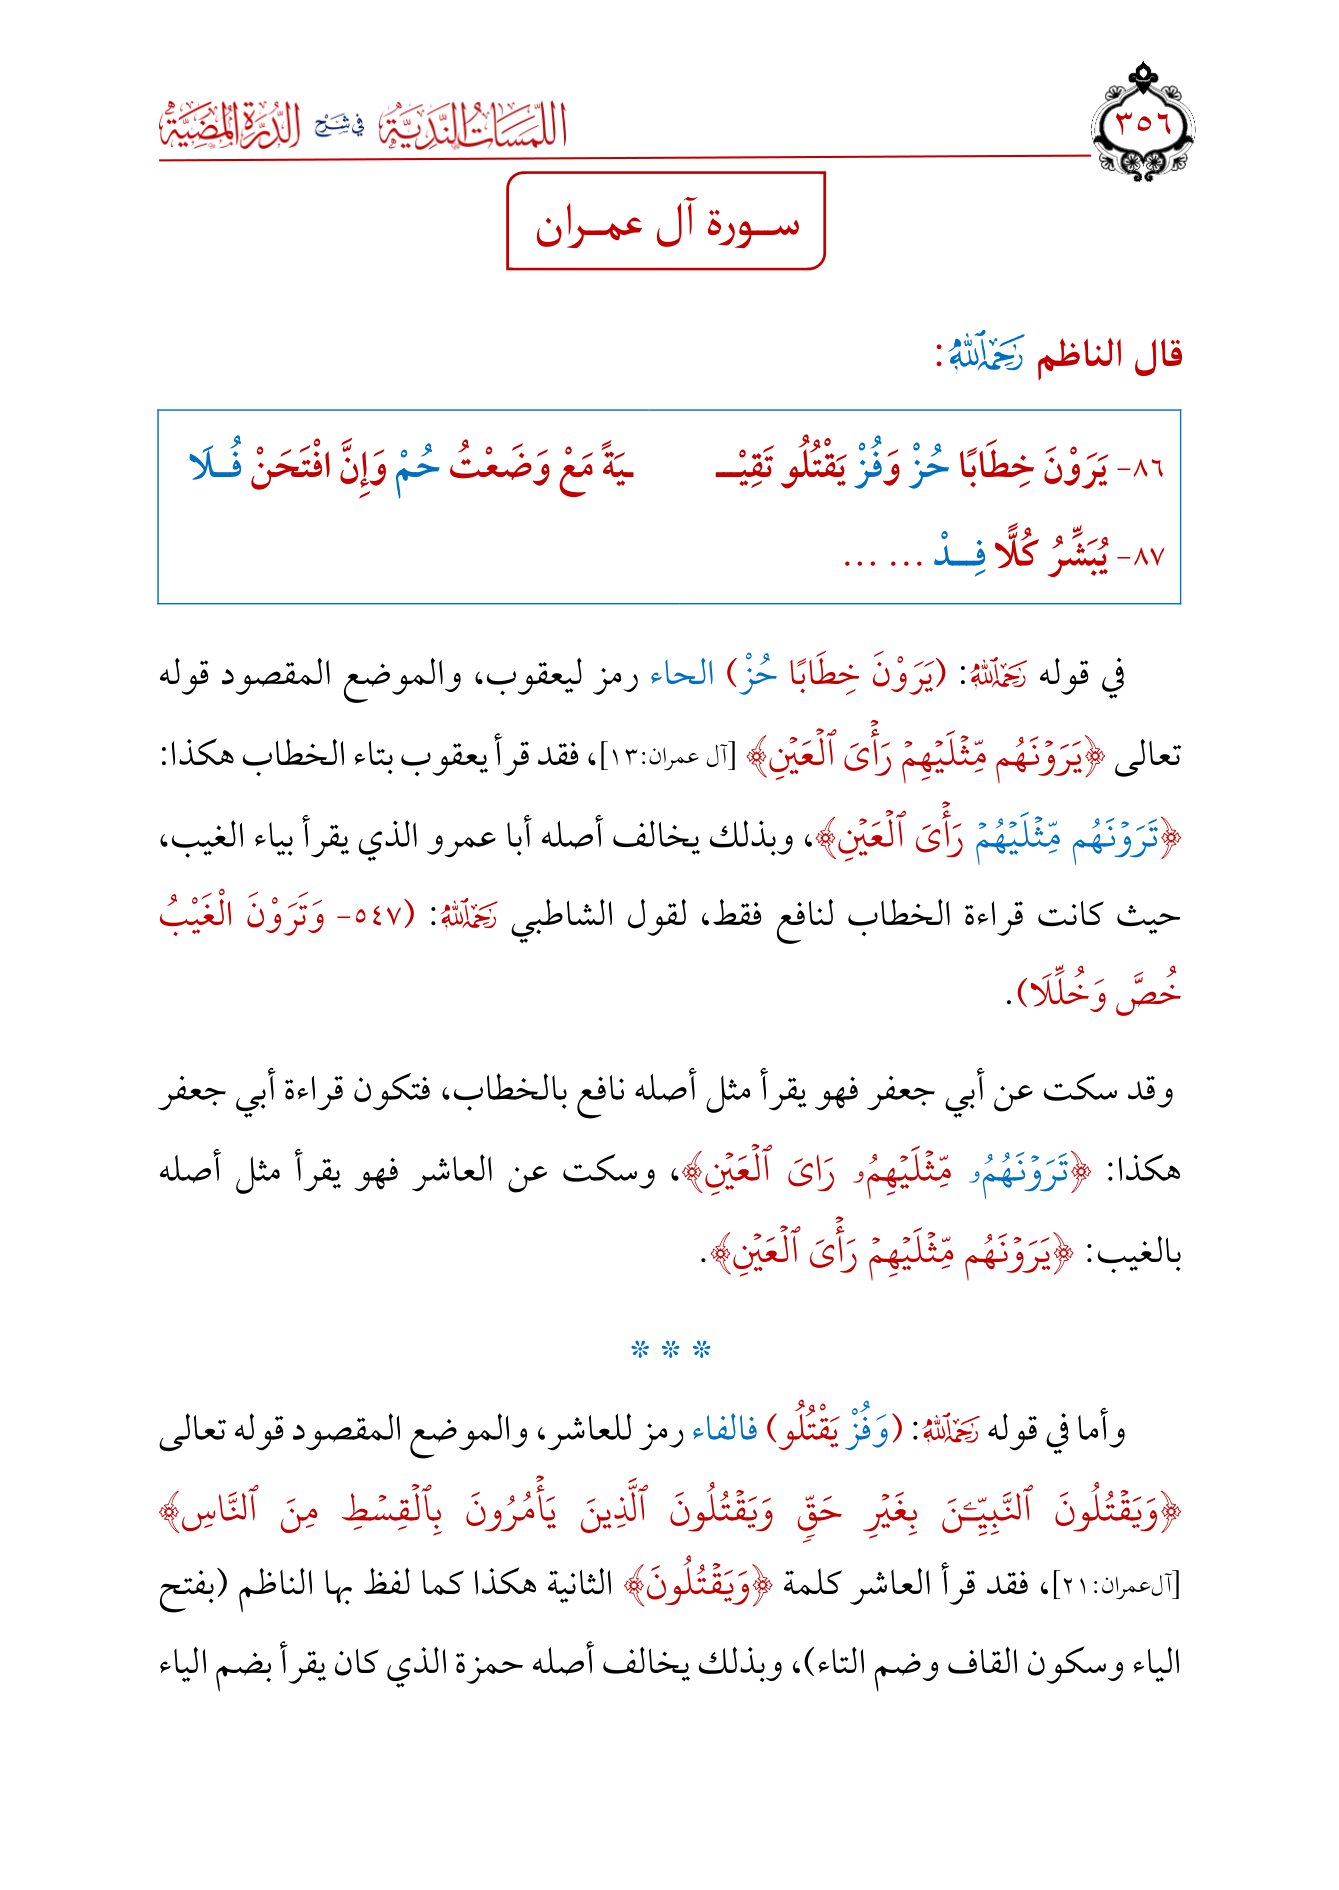 ٣٥٦
اللمسات الندية في شرح الدرة المضية
ســورة آل عمــران
قال الناظم رَحِمَهُ ٱللَّهُ:
٨٦- يَرَوْنَ خِطَابًا حُزْ وَفُزْ يَقْتُلُو تَقِيْـ ـيَةً مَعْ وَضَعْتُ حُمْ وَإِنَّ افْتَحَنْ فُـلَا
٨٧- يُبَشِّرُ كُلًّا فِـدْ ... ...
في قوله رَحِمَهُ ٱللَّهُ: (يَرَوْنَ خِطَابًا حُزْ) الحاء رمز ليعقوب، والموضع المقصود قوله
تعالى ﴿يَرَوۡنَهُم مِّثۡلَيۡهِمۡ رَأۡيَ ٱلۡعَيۡنِ﴾ [آل عمران:١٣]، فقد قرأ يعقوب بتاء الخطاب هكذا:
﴿تَرَوۡنَهُم مِّثۡلَيۡهُمۡ رَأۡيَ ٱلۡعَيۡنِ﴾، وبذلك يخالف أصله أبا عمرو الذي يقرأ بياء الغيب،
حيث كانت قراءة الخطاب لنافع فقط، لقول الشاطبي رَحِمَهُ ٱللَّهُ: (٥٤٧- وَتَرَوْنَ الْغَيْبُ
خُصَّ وَخُلِّلَا).
وقد سكت عن أبي جعفر فهو يقرأ مثل أصله نافع بالخطاب، فتكون قراءة أبي جعفر
هكذا: ﴿تَرَوۡنَهُمُۥ مِّثۡلَيۡهِمُۥ رَايَ ٱلۡعَيۡنِ﴾، وسكت عن العاشر فهو يقرأ مثل أصله
بالغيب: ﴿يَرَوۡنَهُم مِّثۡلَيۡهِمۡ رَأۡيَ ٱلۡعَيۡنِ﴾.
* * *
وأما في قوله رَحِمَهُ ٱللَّهُ: (وَفُزْ يَقْتُلُو) فالفاء رمز للعاشر، والموضع المقصود قوله تعالى
﴿وَيَقۡتُلُونَ ٱلنَّبِيِّـۧنَ بِغَيۡرِ حَقّٖ وَيَقۡتُلُونَ ٱلَّذِينَ يَأۡمُرُونَ بِٱلۡقِسۡطِ مِنَ ٱلنَّاسِ﴾
[آل عمران:٢١]، فقد قرأ العاشر كلمة ﴿وَيَقۡتُلُونَ﴾ الثانية هكذا كما لفظ بها الناظم (بفتح
الياء وسكون القاف وضم التاء)، وبذلك يخالف أصله حمزة الذي كان يقرأ بضم الياء